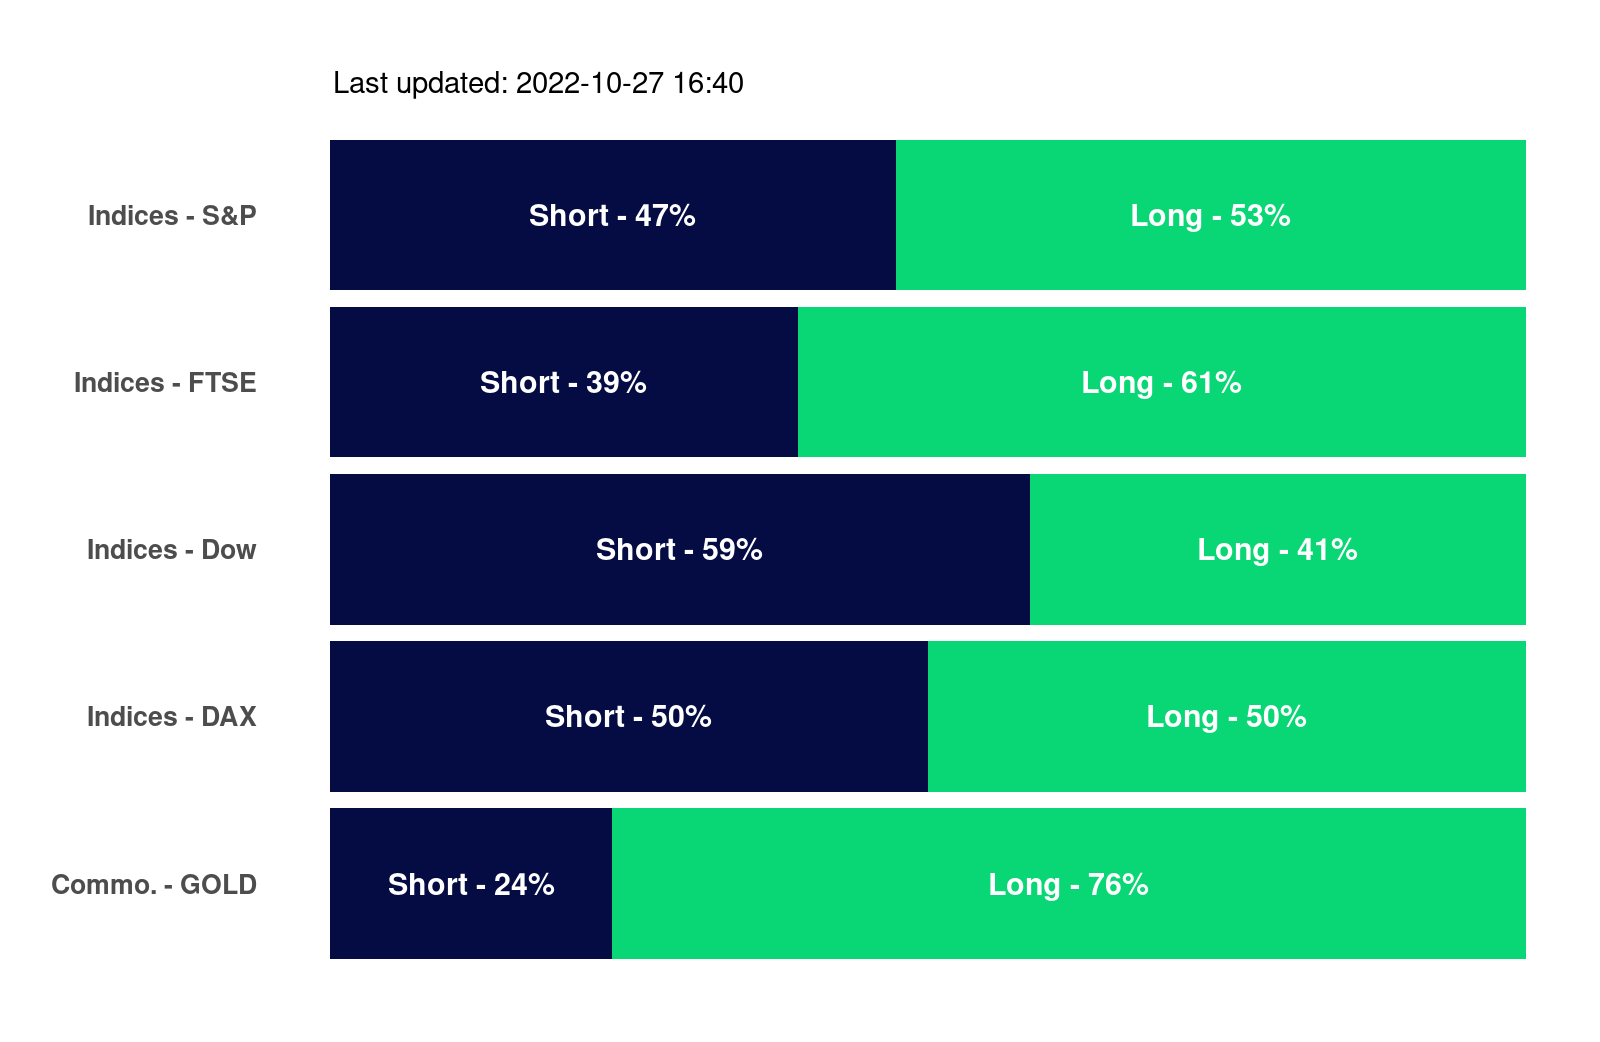 Last updated: 2022-10-27 16:40
Indices - S&P Short - 47% Long - 53%
Indices - FTSE Short - 39% Long - 61%
Indices - Dow Short - 59% Long - 41%
Indices - DAX Short - 50% Long - 50%
Commo. - GOLD Short - 24% Long - 76%